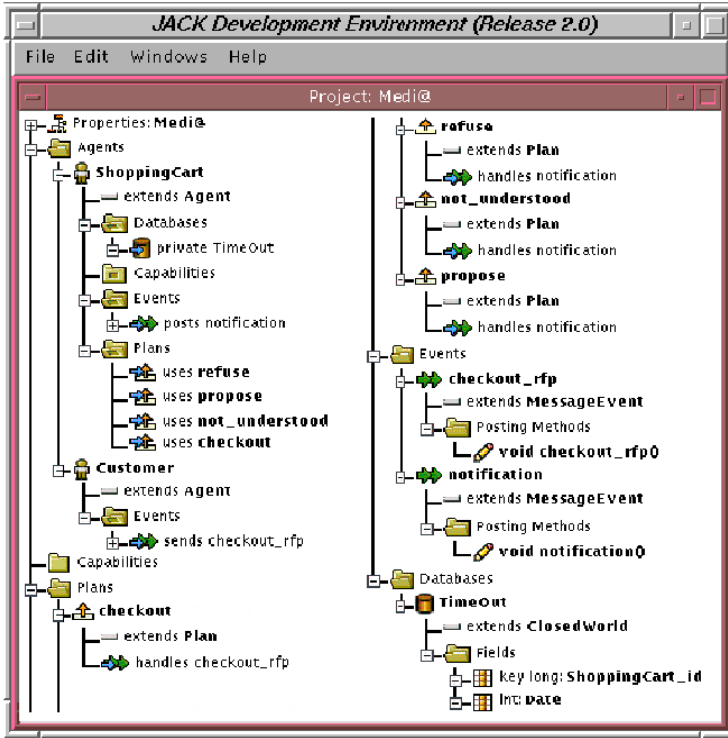 JACK Development Environment (Release 2.0)
File Edit Windows Help
Project: Medi@
Properties: Medi@
Agents
ShoppingCart
extends Agent
Databases
private TimeOut
Capabilities
Events
posts notification
Plans
uses refuse
uses propose
uses not_understood
uses checkout
Customer
extends Agent
Events
sends checkout_rfp
Capabilities
Plans
checkout
extends Plan
handles checkout_rfp
refuse
extends Plan
handles notification
not_understood
extends Plan
handles notification
propose
extends Plan
handles notification
Events
checkout_rfp
extends MessageEvent
Posting Methods
void checkout_rfp()
notification
extends MessageEvent
Posting Methods
void notification()
Databases
TimeOut
extends ClosedWorld
Fields
key long: ShoppingCart_id
Int: Date